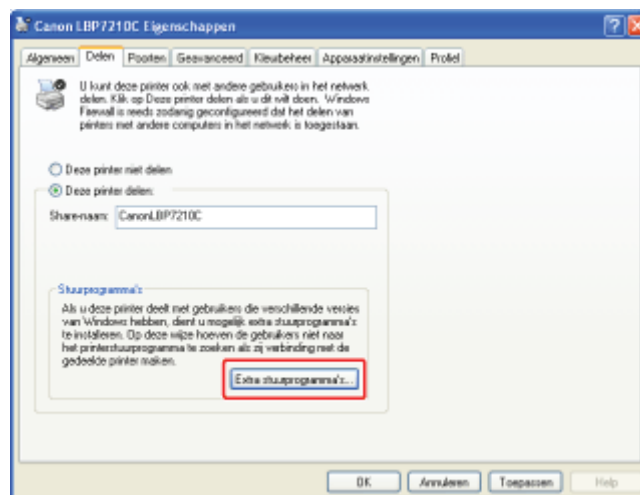 Canon LBP7210C Eigenschappen
Algemeen Delen Poorten Geavanceerd Kleurbeheer Apparaatinstellingen Profiel
U kunt deze printer ook met andere gebruikers in het netwerk
delen. Klik op Deze printer delen als u dit wilt doen. Windows
Firewall is reeds zodanig geconfigureerd dat het delen van
printers met andere computers in het netwerk is toegestaan.
Deze printer niet delen
Deze printer delen:
Share-naam: CanonLBP7210C
Stuurprogramma's
Als u deze printer deelt met gebruikers die verschillende versies
van Windows hebben, dient u mogelijk extra stuurprogramma's
te installeren. Op deze wijze hoeven de gebruikers niet naar
het printerstuurprogramma te zoeken als zij verbinding met de
gedeelde printer maken.
Extra stuurprogramma's...
OK Annuleren Toepassen Help